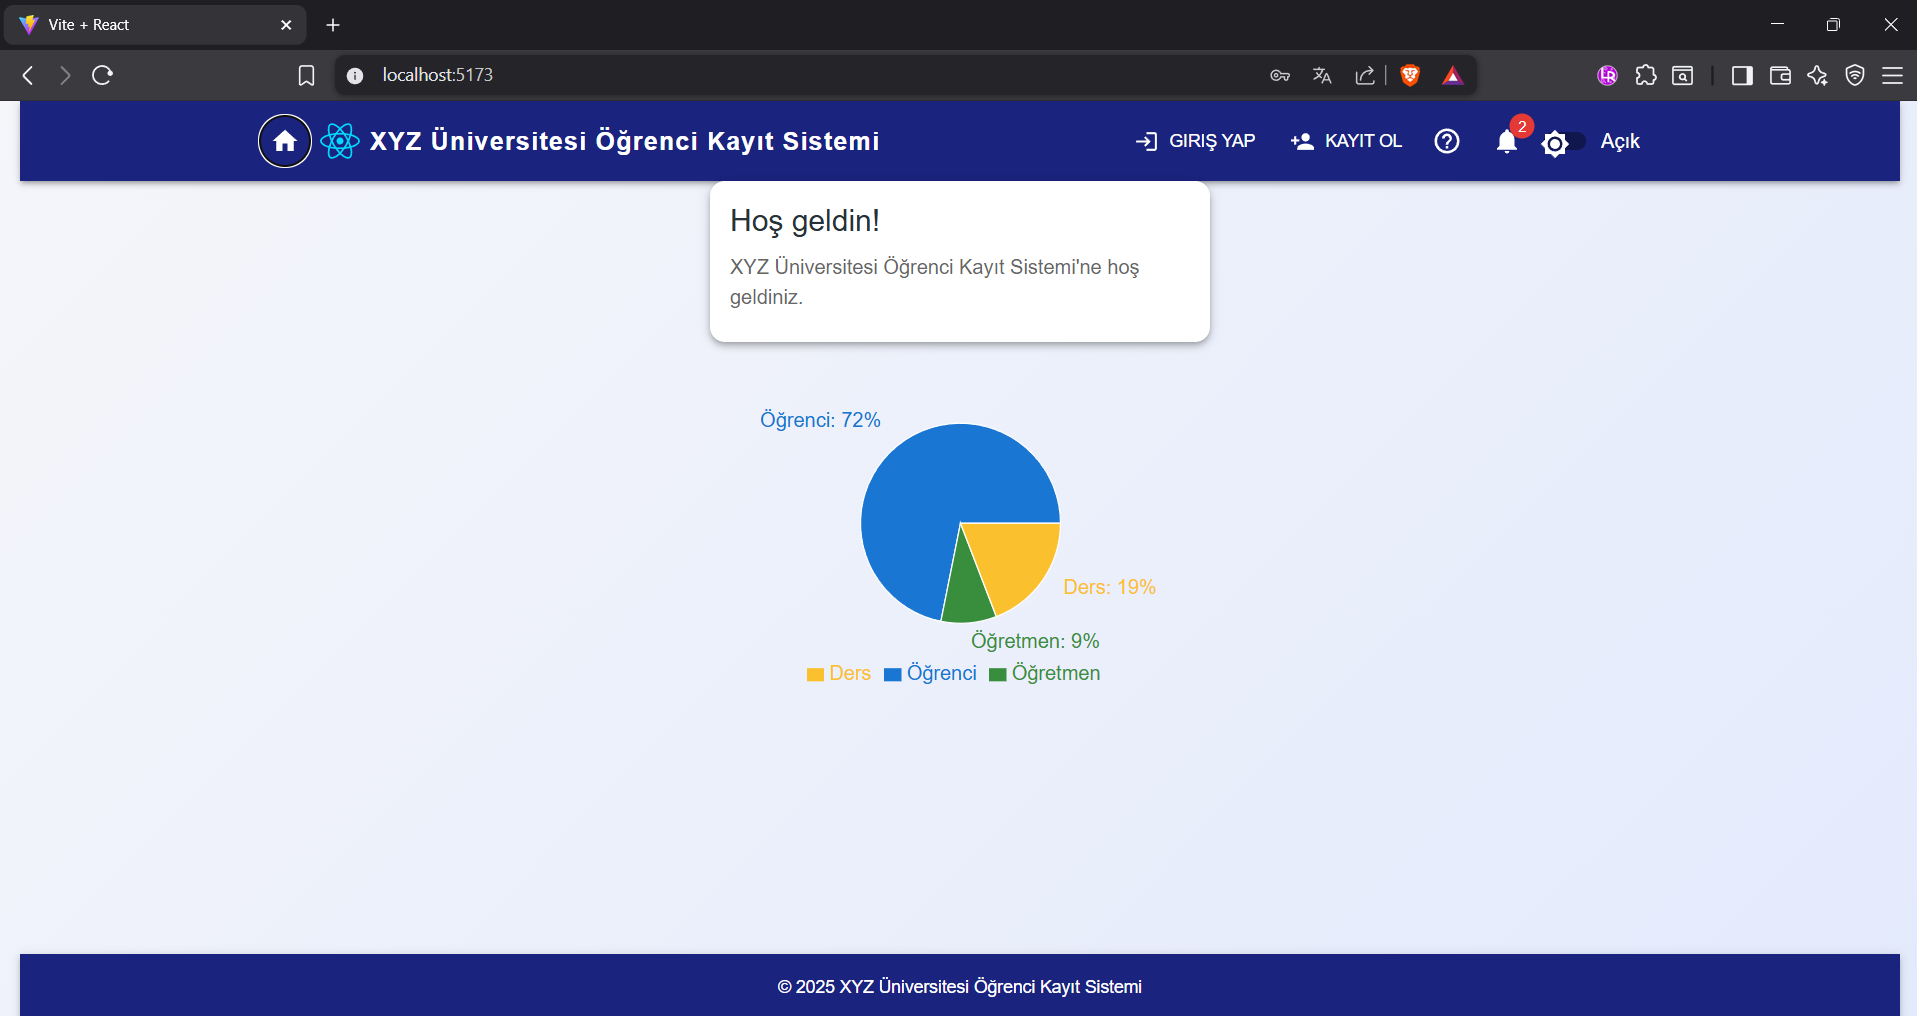 Vite + React
localhost:5173
XYZ Üniversitesi Öğrenci Kayıt Sistemi
GIRIŞ YAP
KAYIT OL
2
Açık
Hoş geldin!
XYZ Üniversitesi Öğrenci Kayıt Sistemi'ne hoş
geldiniz.
Öğrenci: 72%
Ders: 19%
Öğretmen: 9%
Ders Öğrenci Öğretmen
© 2025 XYZ Üniversitesi Öğrenci Kayıt Sistemi